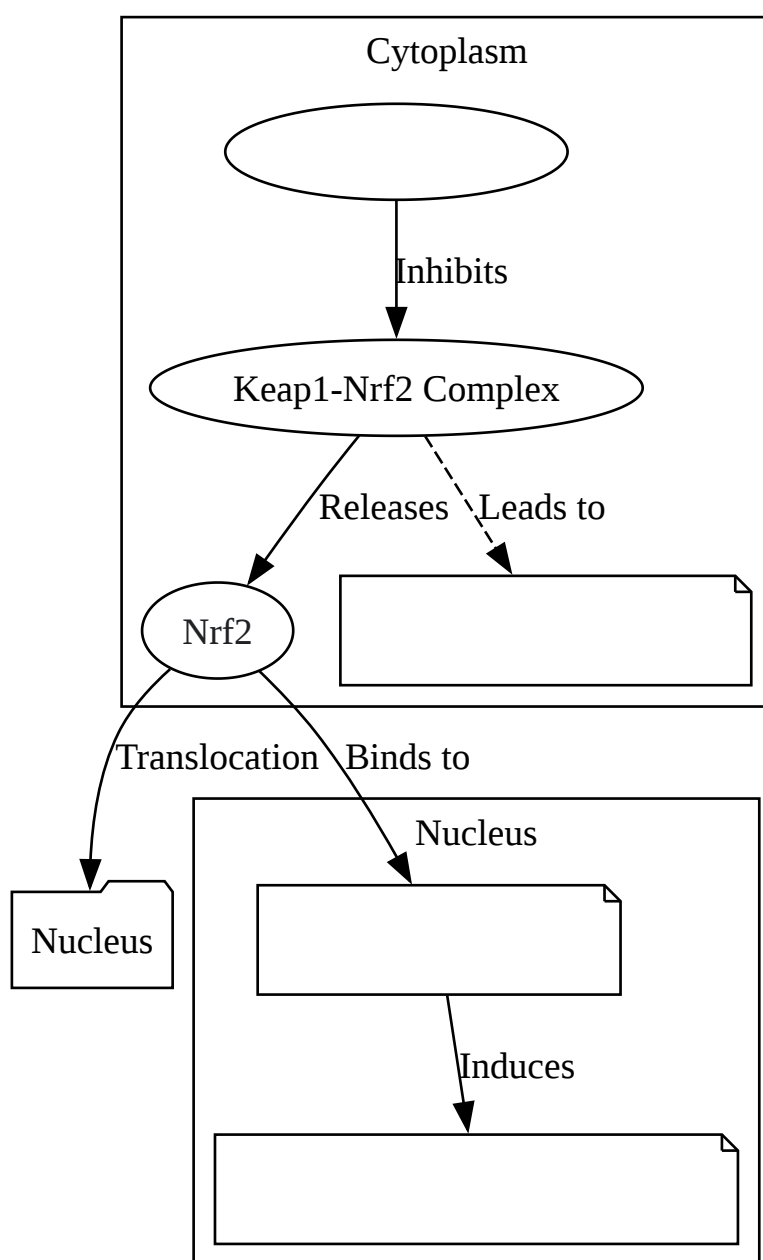 Cytoplasm
Inhibits
Keap1-Nrf2 Complex
Releases
Leads to
Nrf2
Translocation
Binds to
Nucleus
Nucleus
Induces